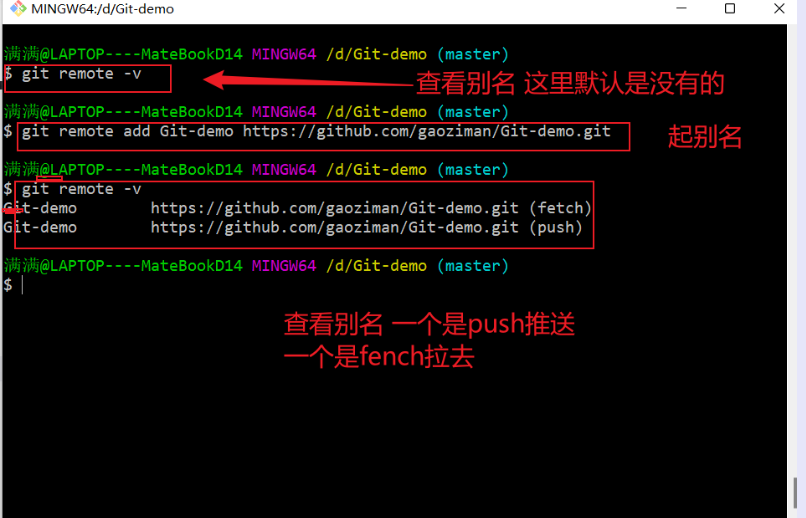 MINGW64:/d/Git-demo
满满@LAPTOP----MateBookD14 MINGW64 /d/Git-demo (master)
$ git remote -v
查看别名 这里默认是没有的
满满@LAPTOP----MateBookD14 MINGW64 /d/Git-demo (master)
$ git remote add Git-demo https://github.com/gaoziman/Git-demo.git
起别名
满满@LAPTOP----MateBookD14 MINGW64 /d/Git-demo (master)
$ git remote -v
Git-demo https://github.com/gaoziman/Git-demo.git (fetch)
Git-demo https://github.com/gaoziman/Git-demo.git (push)
满满@LAPTOP----MateBookD14 MINGW64 /d/Git-demo (master)
$
查看别名 一个是push推送
一个是fench拉去